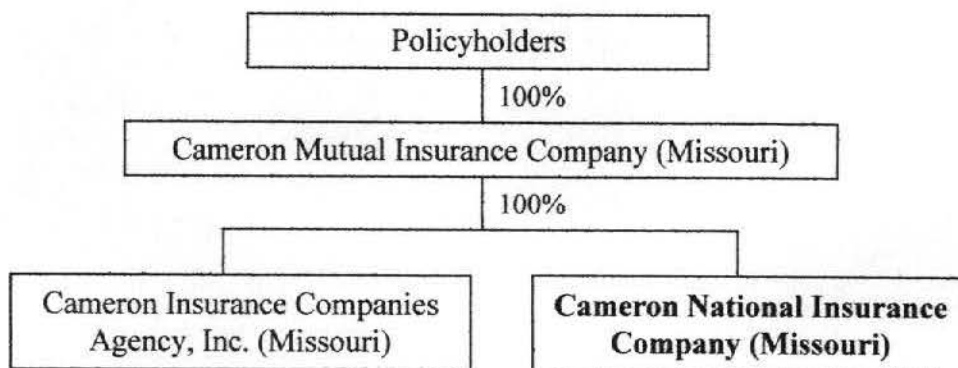 Policyholders
100%
Cameron Mutual Insurance Company (Missouri)
100%
Cameron Insurance Companies
Agency, Inc. (Missouri)
Cameron National Insurance
Company (Missouri)